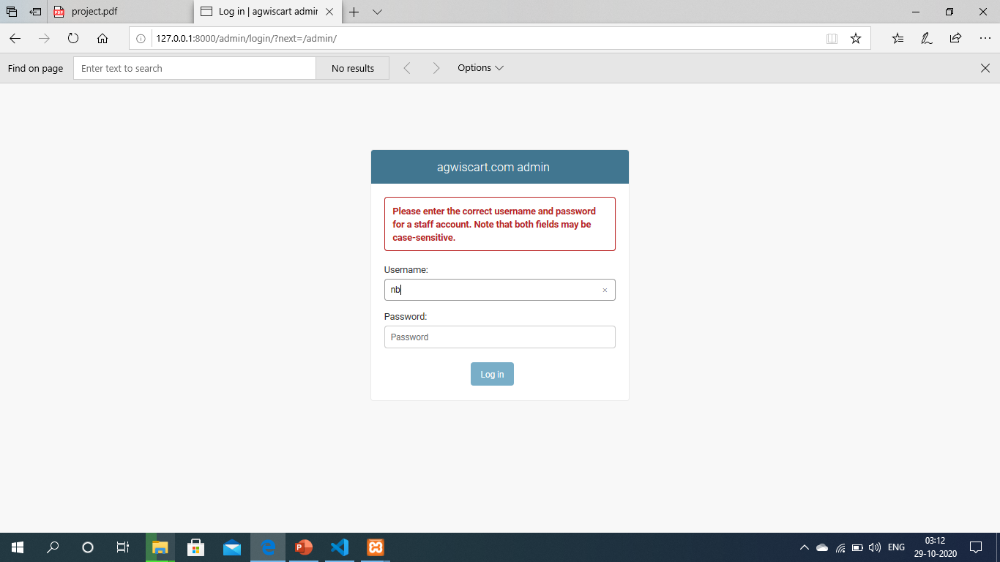 project.pdf
Log in | agwiscart admir
127.0.0.1:8000/admin/login/?next=/admin/
Find on page
Enter text to search
No results
Options
agwiscart.com admin
Please enter the correct username and password
for a staff account. Note that both fields may be
case-sensitive.
Username:
nb
Password:
Password
Log in
ENG
03:12
29-10-2020